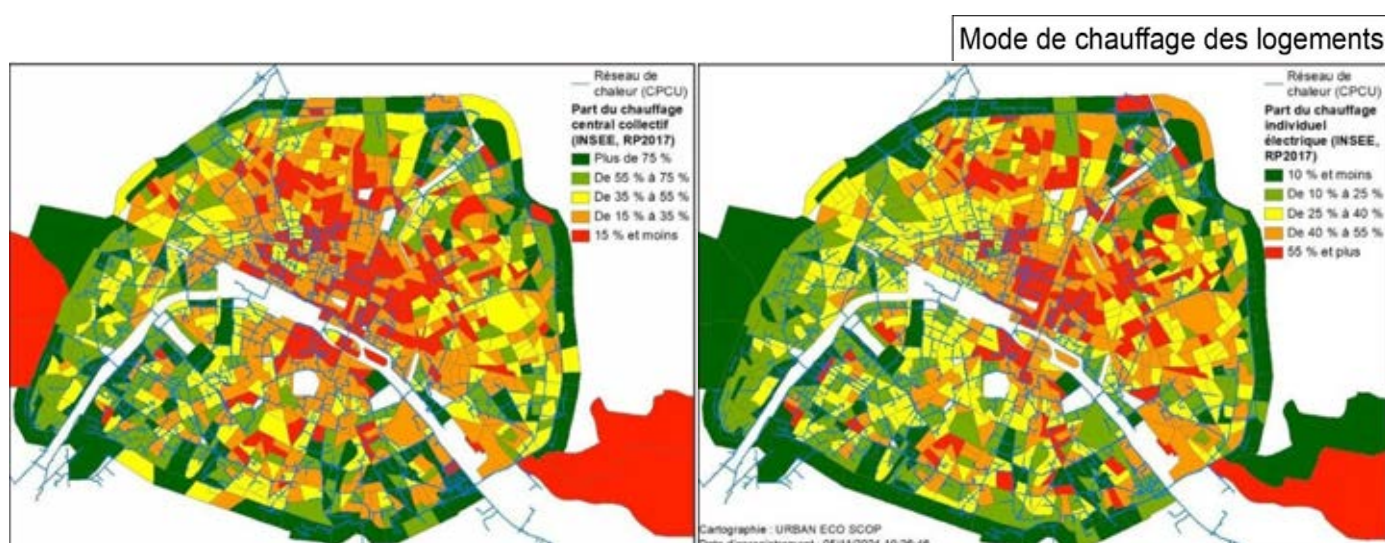 Mode de chauffage des logements
Réseau de
chaleur (CPCU)
Part du chauffage
central collectif
(INSEE, RP2017)
Plus de 75 %
De 55 % à 75 %
De 35 % à 55 %
De 15 % à 35 %
15 % et moins
Réseau de
chaleur (CPCU)
Part du chauffage
individuel
électrique (INSEE,
RP2017)
10 % et moins
De 10 % à 25 %
De 25 % à 40 %
De 40 % à 55 %
55 % et plus
Cartographie : URBAN ECO SCOP